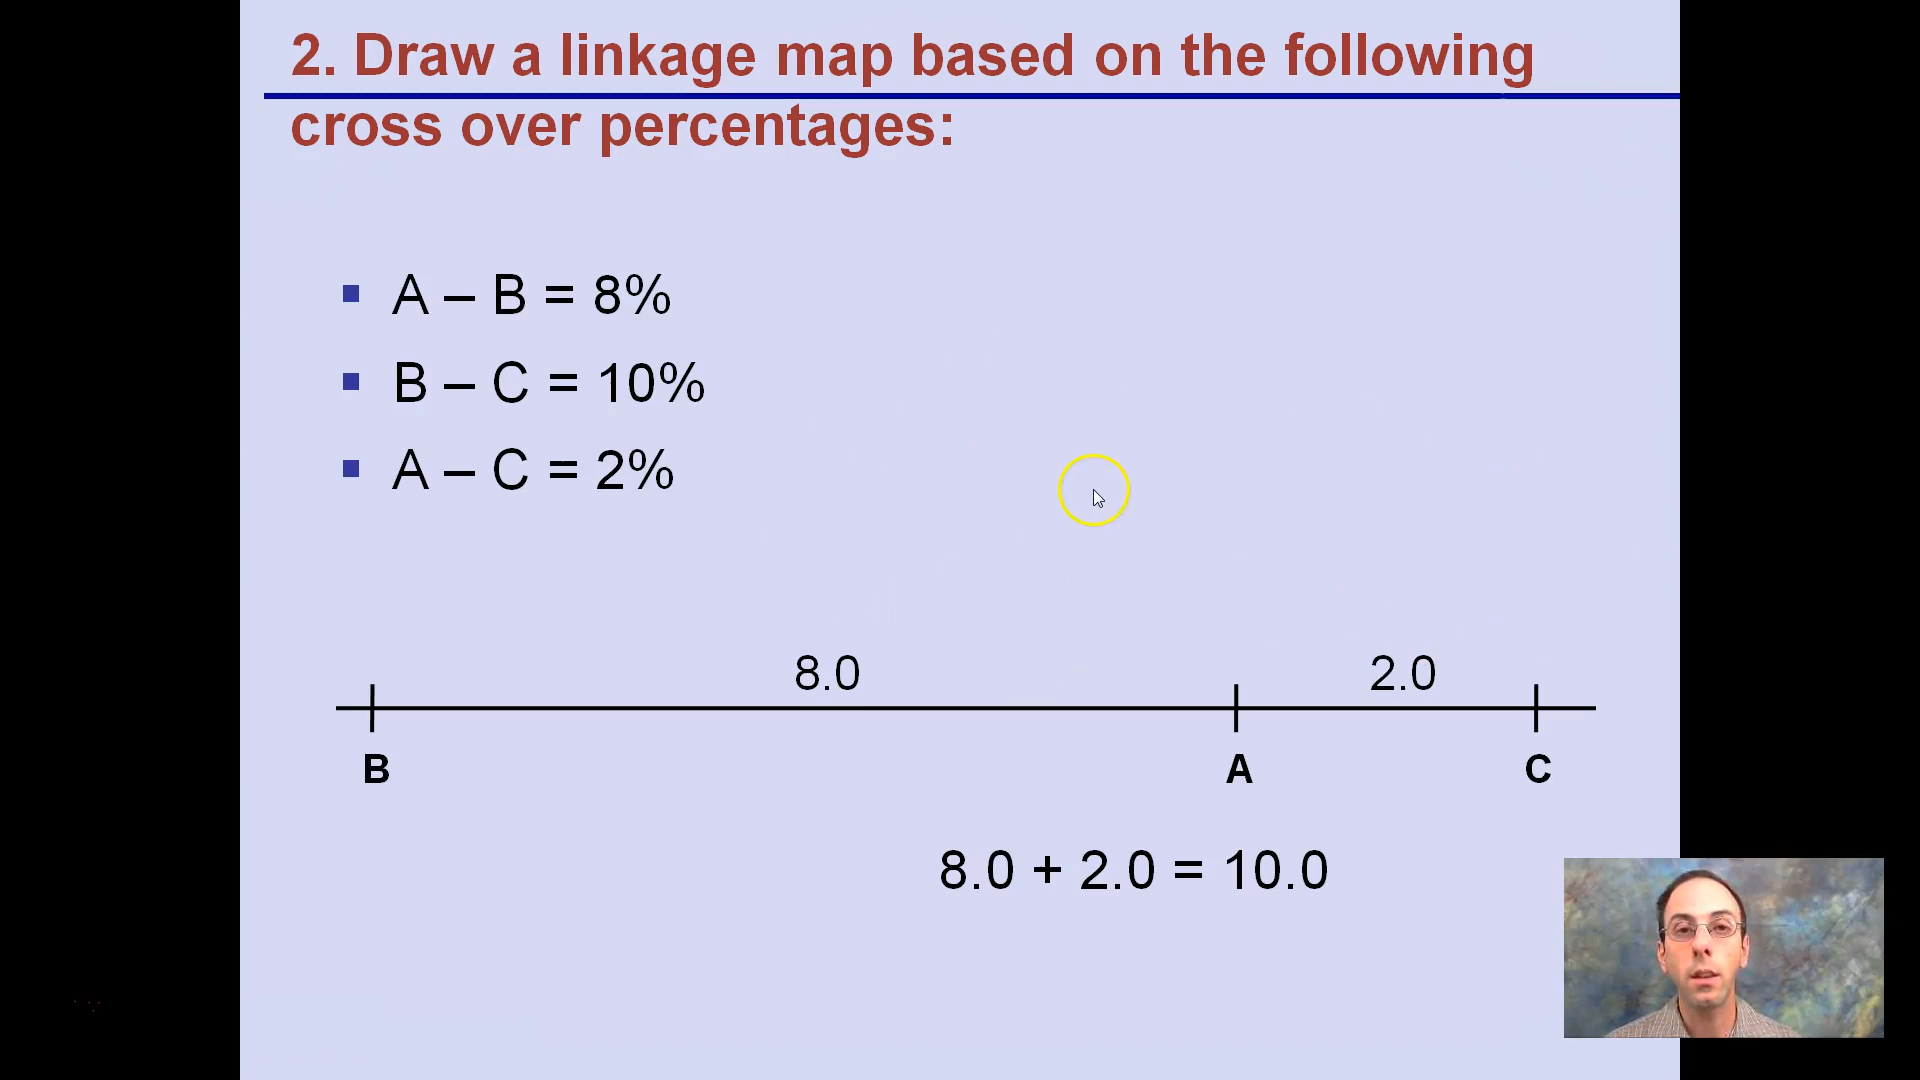 2. Draw a linkage map based on the following
cross over percentages:
A – B = 8%
B – C = 10%
A – C = 2%
8.0 2.0
B A C
8.0 + 2.0 = 10.0